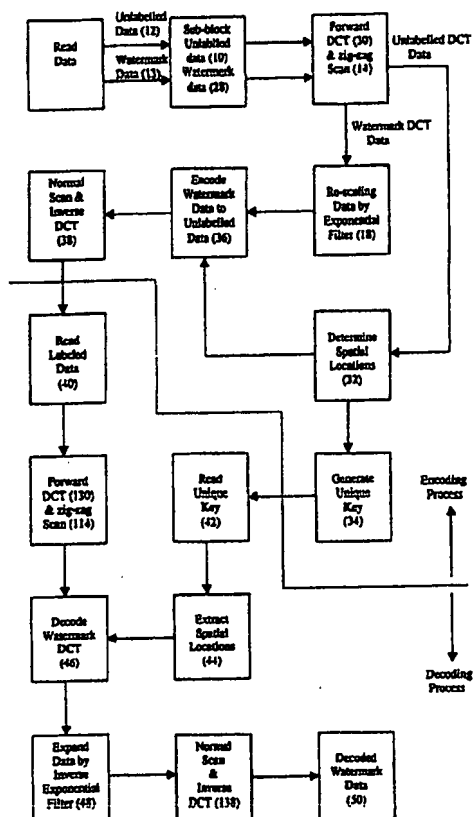 Read
Data
Unlabelled
Data (12)
Watermark
Data (13)
Sub-block
Unlabelled
data (10)
Watermark
data (28)
Forward
DCT (30)
& zig-zag
Scan (14)
Unlabelled DCT
Data
Watermark DCT
Data
Normal
Scan &
Inverse
DCT (38)
Encode
Watermark
Data to
Unlabelled
Data (36)
Re-scaling
Data by
Exponential
Filter (18)
Read
Labeled
Data
(40)
Determine
Spatial
Locations
(32)
Forward
DCT (130)
& zig-zag
Scan (114)
Read
Unique
Key
(42)
Generate
Unique
Key
(34)
Encoding
Process
Decode
Watermark
DCT
(46)
Extract
Spatial
Locations
(44)
Decoding
Process
Expand
Data by
Inverse
Exponential
Filter (48)
Normal
Scan
&
Inverse
DCT (138)
Decoded
Watermark
Data
(50)